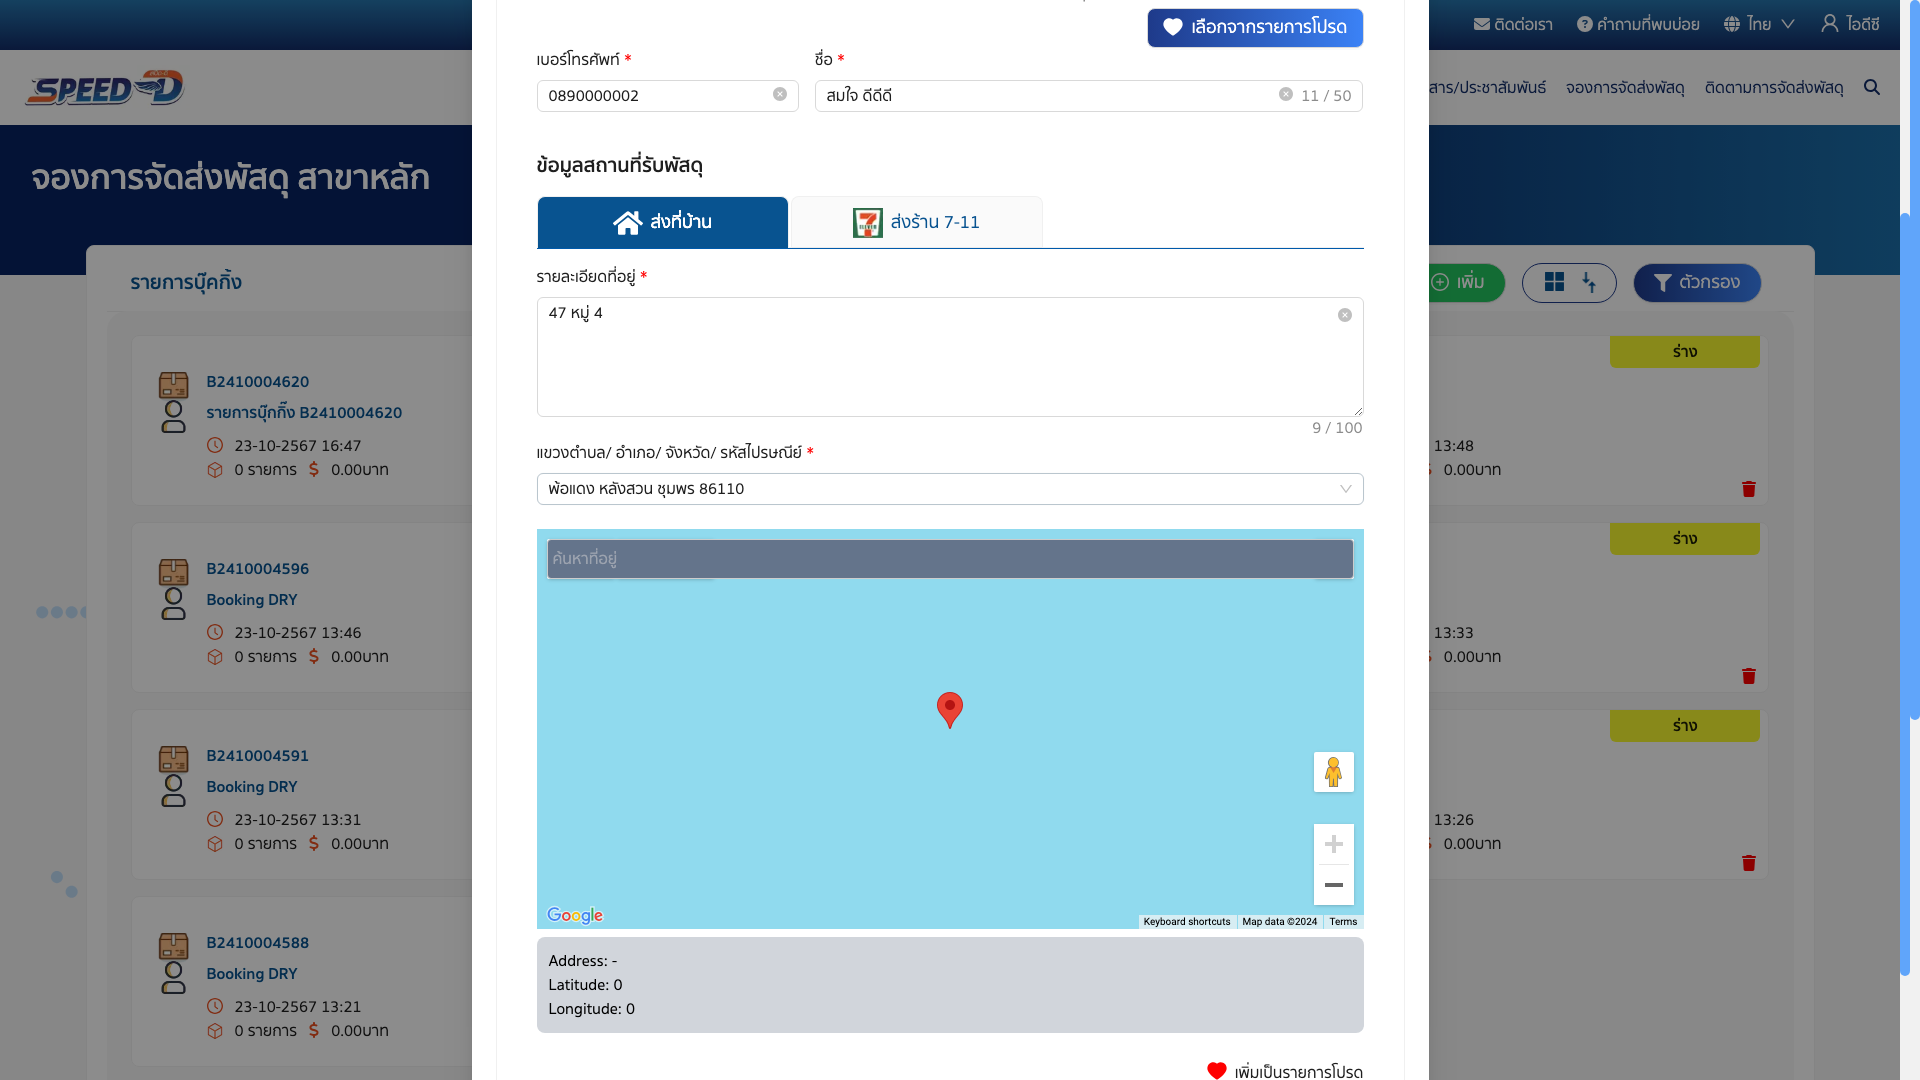 ติดต่อเรา
คำถามที่พบบ่อย
ไทย
ไอดีซี
SPEED-D
สาร/ประชาสัมพันธ์
จองการจัดส่งพัสดุ
ติดตามการจัดส่งพัสดุ
จองการจัดส่งพัสดุ สาขาหลัก
รายการบุ๊คกิ้ง
เพิ่ม
ตัวกรอง
B2410004620
รายการบุ๊กกิ๊ง B2410004620
23-10-2567 16:47
0 รายการ $ 0.00บาท
B2410004596
Booking DRY
23-10-2567 13:46
0 รายการ $ 0.00บาท
B2410004591
Booking DRY
23-10-2567 13:31
0 รายการ $ 0.00บาท
B2410004588
Booking DRY
23-10-2567 13:21
0 รายการ $ 0.00บาท
เลือกจากรายการโปรด
เบอร์โทรศัพท์ *
ชื่อ *
0890000002
สมใจ ดีดีดี
11 / 50
ข้อมูลสถานที่รับพัสดุ
ส่งที่บ้าน
ส่งร้าน 7-11
รายละเอียดที่อยู่ *
47 หมู่ 4
9 / 100
แขวงตำบล/ อำเภอ/ จังหวัด/ รหัสไปรษณีย์ *
พ้อแดง หลังสวน ชุมพร 86110
ค้นหาที่อยู่
Google
Keyboard shortcuts
Map data ©2024
Terms
Address: -
Latitude: 0
Longitude: 0
เพิ่มเป็นรายการโปรด
ร่าง
13:48
0.00บาท
ร่าง
13:33
0.00บาท
ร่าง
13:26
0.00บาท